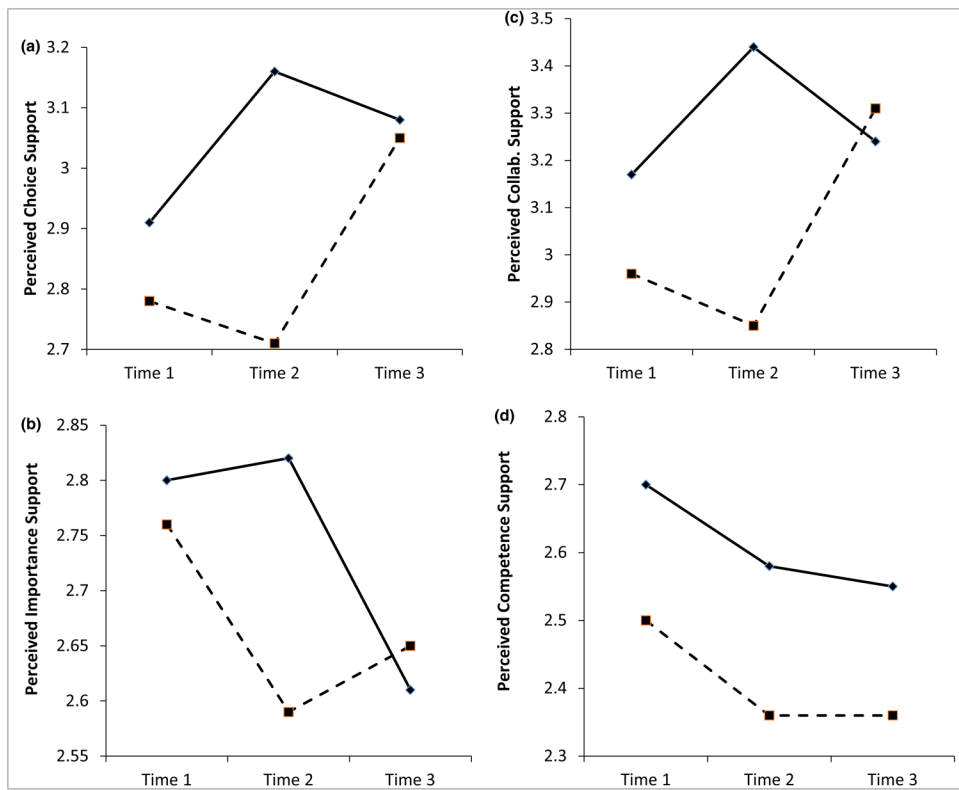 (a)
Perceived Choice Support
3.2
3.1
3
2.9
2.8
2.7
Time 1 Time 2 Time 3
(c)
Perceived Collab. Support
3.5
3.4
3.3
3.2
3.1
3
2.9
2.8
Time 1 Time 2 Time 3
(b)
Perceived Importance Support
2.85
2.8
2.75
2.7
2.65
2.6
2.55
Time 1 Time 2 Time 3
(d)
Perceived Competence Support
2.8
2.7
2.6
2.5
2.4
2.3
Time 1 Time 2 Time 3